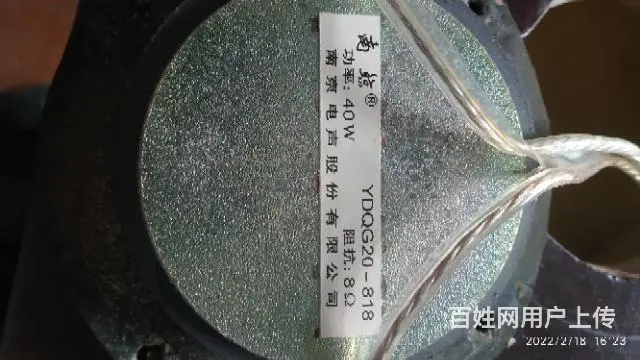 南鲸® YDQG20-818
功率: 40W 阻抗: 8Ω
南京电声股份有限公司
百姓网用户上传
2022/2/18 16:23